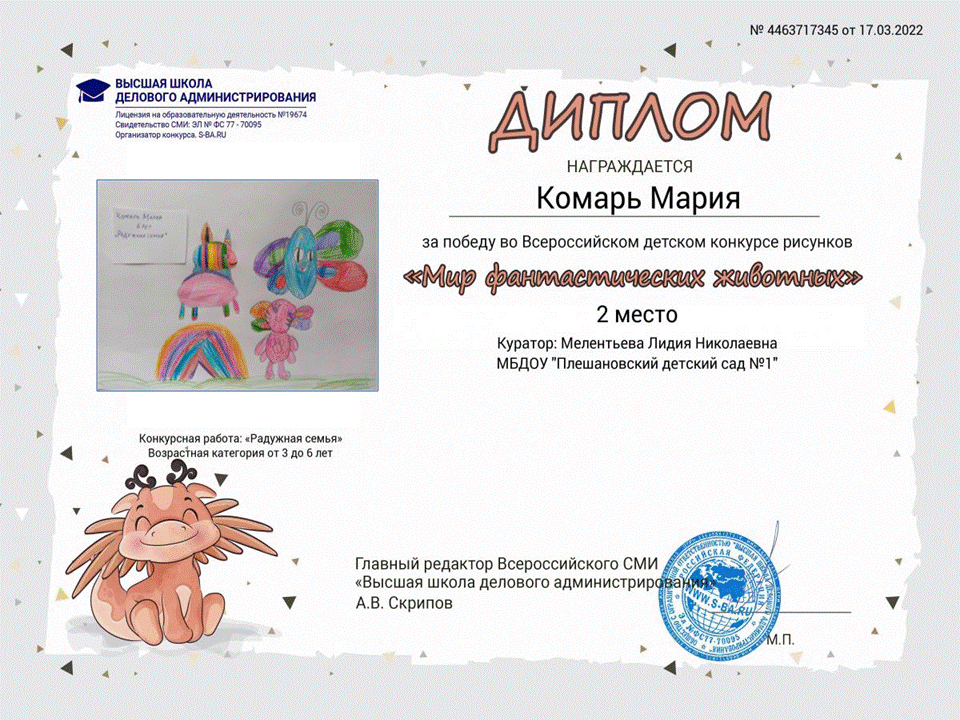 № 4463717345 от 17.03.2022
ВЫСШАЯ ШКОЛА
ДЕЛОВОГО АДМИНИСТРИРОВАНИЯ
Лицензия на образовательную деятельность №19674
Свидетельство СМИ: ЭЛ № ФС 77 - 70095
Организатор конкурса. S-BA.RU
ДИПЛОМ
НАГРАЖДАЕТСЯ
Комарь Мария
за победу во Всероссийском детском конкурсе рисунков
«Мир фантастических животных»
2 место
Куратор: Мелентьева Лидия Николаевна
МБДОУ "Плешановский детский сад №1"
Комарь Мария
6 лет
"Радужная семья"
Конкурсная работа: «Радужная семья»
Возрастная категория от 3 до 6 лет
Главный редактор Всероссийского СМИ
«Высшая школа делового администрирования»
А.В. Скрипов
РОССИЙСКАЯ ФЕДЕРАЦИЯ
WWW.S-BA.RU
ЭЛ №ФС77-70095
М.П.